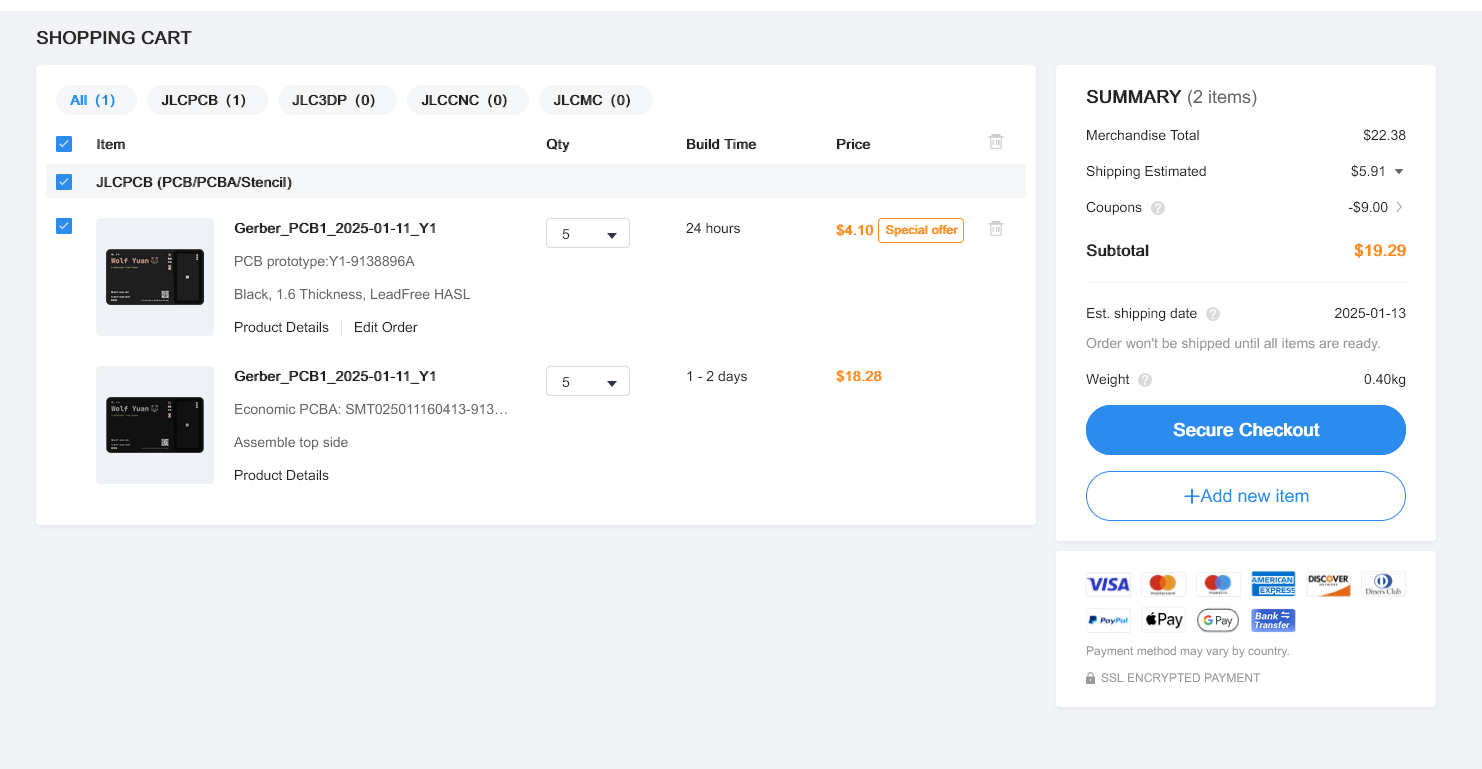 SHOPPING CART
All (1) JLCPCB (1) JLC3DP (0) JLCCNC (0) JLCMC (0)
Item Qty Build Time Price
JLCPCB (PCB/PCBA/Stencil)
Gerber_PCB1_2025-01-11_Y1 5 24 hours $4.10 Special offer
PCB prototype:Y1-9138896A
Wolf Yuan
Black, 1.6 Thickness, LeadFree HASL
Product Details Edit Order
Gerber_PCB1_2025-01-11_Y1 5 1 - 2 days $18.28
Economic PCBA: SMT025011160413-913…
Wolf Yuan
Assemble top side
Product Details
SUMMARY (2 items)
Merchandise Total $22.38
Shipping Estimated $5.91
Coupons ? -$9.00
Subtotal $19.29
Est. shipping date ? 2025-01-13
Order won't be shipped until all items are ready.
Weight ? 0.40kg
Secure Checkout
+Add new item
VISA mastercard maestro AMERICAN EXPRESS DISCOVER NETWORK Diners Club
PayPal Pay G Pay Bank Transfer
Payment method may vary by country.
SSL ENCRYPTED PAYMENT